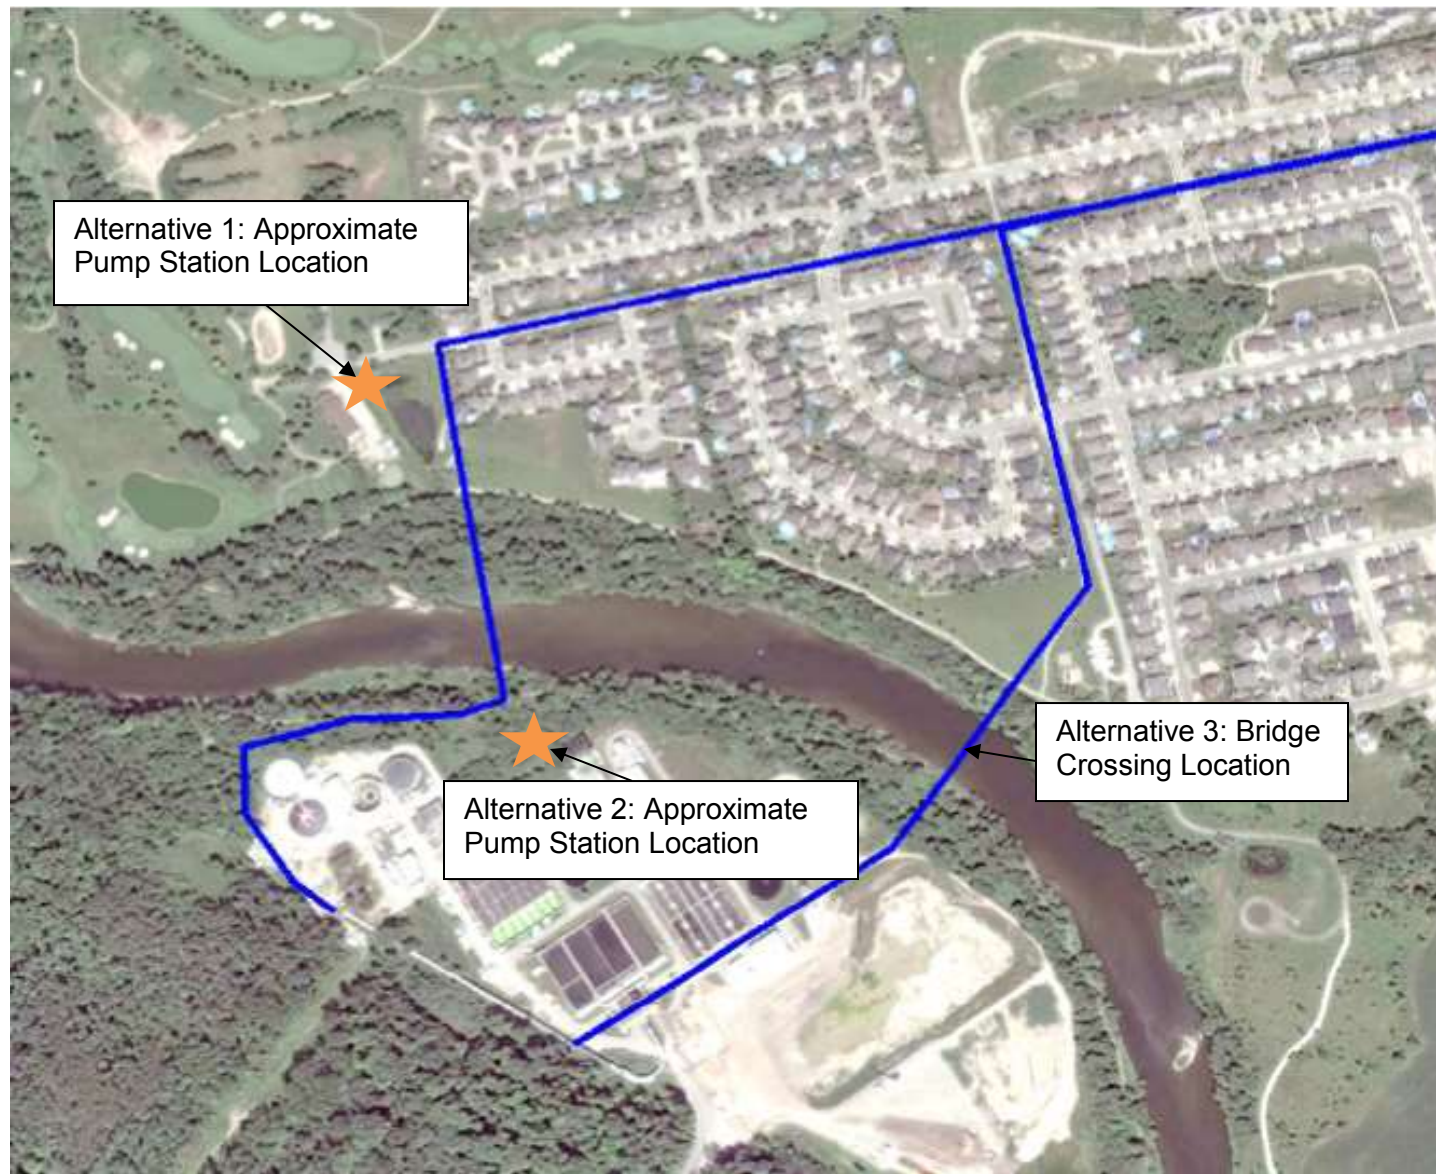 Alternative 1: Approximate
Pump Station Location
Alternative 3: Bridge
Crossing Location
Alternative 2: Approximate
Pump Station Location